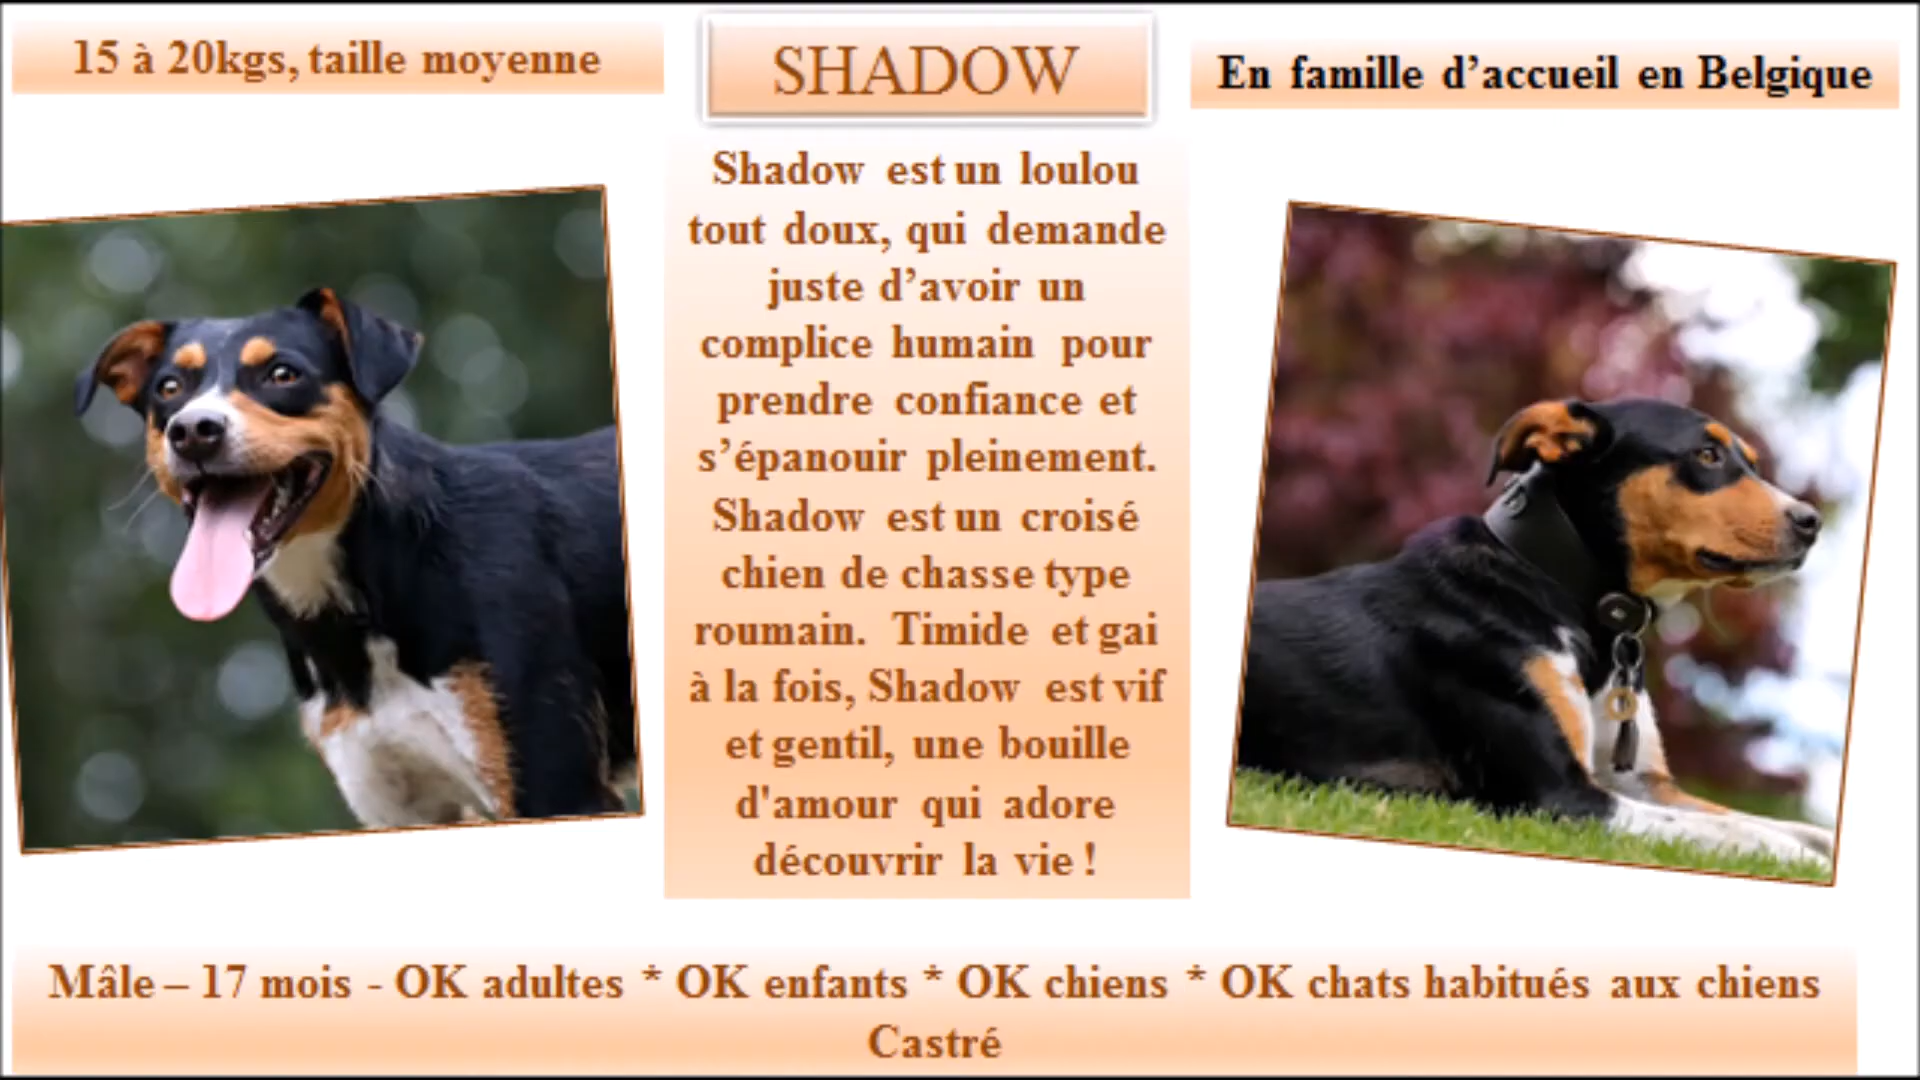 15 à 20kgs, taille moyenne
SHADOW
En famille d’accueil en Belgique
Shadow est un loulou
tout doux, qui demande
juste d’avoir un
complice humain pour
prendre confiance et
s’épanouir pleinement.
Shadow est un croisé
chien de chasse type
roumain. Timide et gai
à la fois, Shadow est vif
et gentil, une bouille
d'amour qui adore
découvrir la vie !
Mâle – 17 mois - OK adultes * OK enfants * OK chiens * OK chats habitués aux chiens
Castré